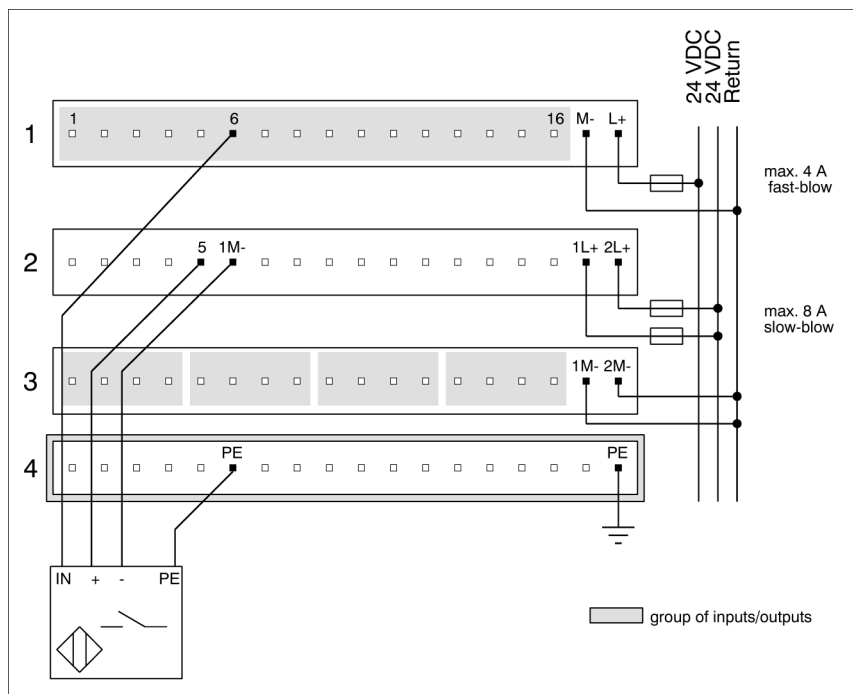 24 VDC
24 VDC
Return
1 6 16 M- L+
1
max. 4 A
fast-blow
5 1M- 1L+ 2L+
2
max. 8 A
slow-blow
1M- 2M-
3
PE PE
4
IN + - PE
group of inputs/outputs